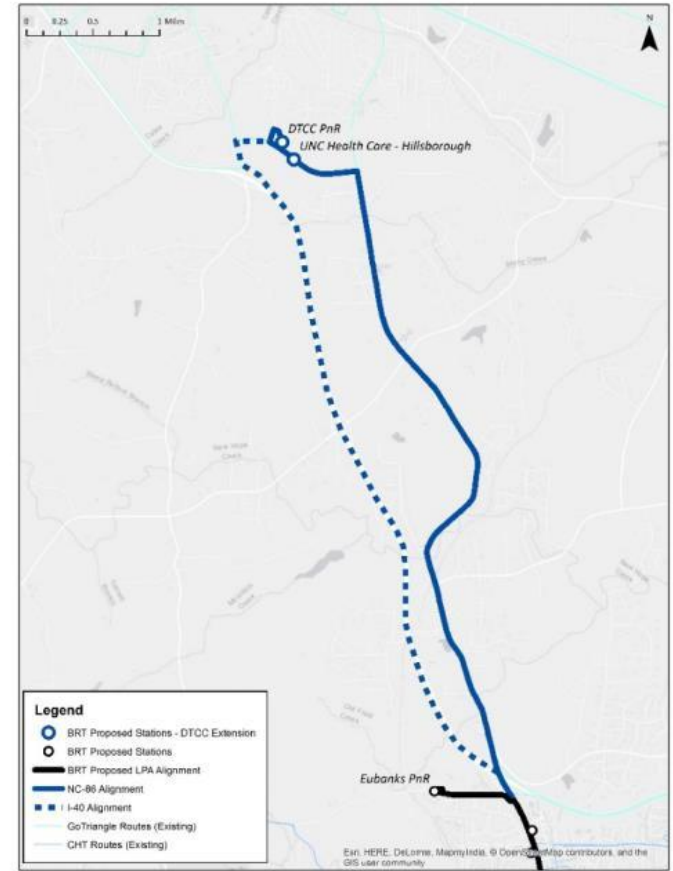 0 0.25 0.5 1 Miles
N
DTCC PnR
UNC Health Care - Hillsborough
Eubanks PnR
Legend
BRT Proposed Stations - DTCC Extension
BRT Proposed Stations
BRT Proposed LPA Alignment
NC-86 Alignment
I-40 Alignment
GoTriangle Routes (Existing)
CHT Routes (Existing)
Esri, HERE, DeLorme, MapmyIndia, © OpenStreetMap contributors, and the
GIS user community